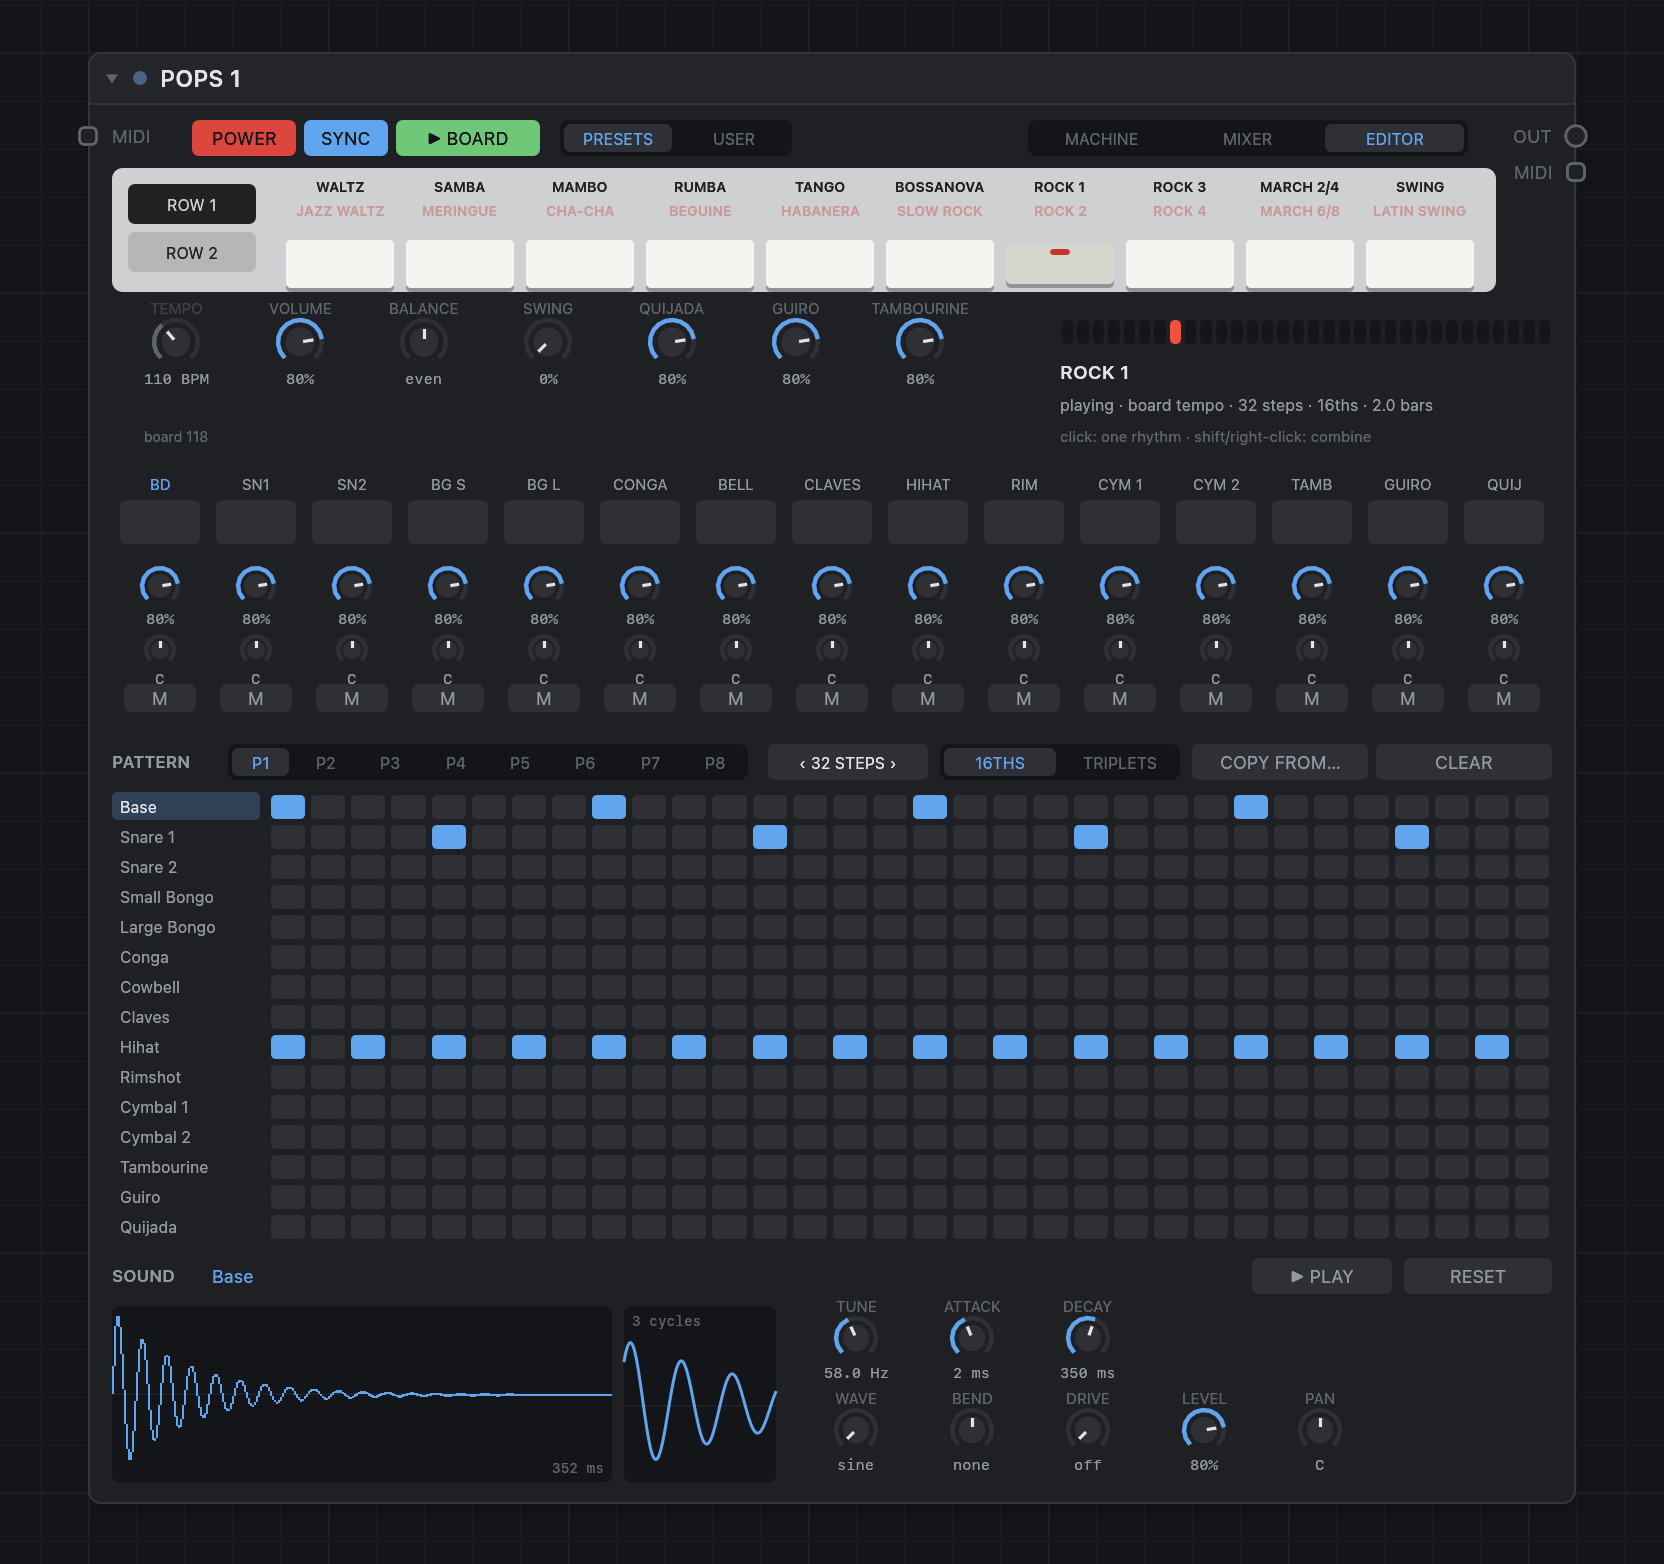 POPS 1
MIDI POWER SYNC ▶ BOARD PRESETS USER MACHINE MIXER EDITOR OUT
MIDI
ROW 1
ROW 2
WALTZ SAMBA MAMBO RUMBA TANGO BOSSANOVA ROCK 1 ROCK 3 MARCH 2/4 SWING
JAZZ WALTZ MERINGUE CHA-CHA BEGUINE HABANERA SLOW ROCK ROCK 2 ROCK 4 MARCH 6/8 LATIN SWING
TEMPO VOLUME BALANCE SWING QUIJADA GUIRO TAMBOURINE
110 BPM 80% even 0% 80% 80% 80%
board 118
ROCK 1
playing · board tempo · 32 steps · 16ths · 2.0 bars
click: one rhythm · shift/right-click: combine
BD SN1 SN2 BG S BG L CONGA BELL CLAVES HIHAT RIM CYM 1 CYM 2 TAMB GUIRO QUIJ
80% 80% 80% 80% 80% 80% 80% 80% 80% 80% 80% 80% 80% 80% 80%
C C C C C C C C C C C C C C C
M M M M M M M M M M M M M M M
PATTERN P1 P2 P3 P4 P5 P6 P7 P8 ‹ 32 STEPS › 16THS TRIPLETS COPY FROM... CLEAR
Base
Snare 1
Snare 2
Small Bongo
Large Bongo
Conga
Cowbell
Claves
Hihat
Rimshot
Cymbal 1
Cymbal 2
Tambourine
Guiro
Quijada
SOUND Base ▶ PLAY RESET
352 ms
3 cycles
TUNE ATTACK DECAY
58.0 Hz 2 ms 350 ms
WAVE BEND DRIVE LEVEL PAN
sine none off 80% C